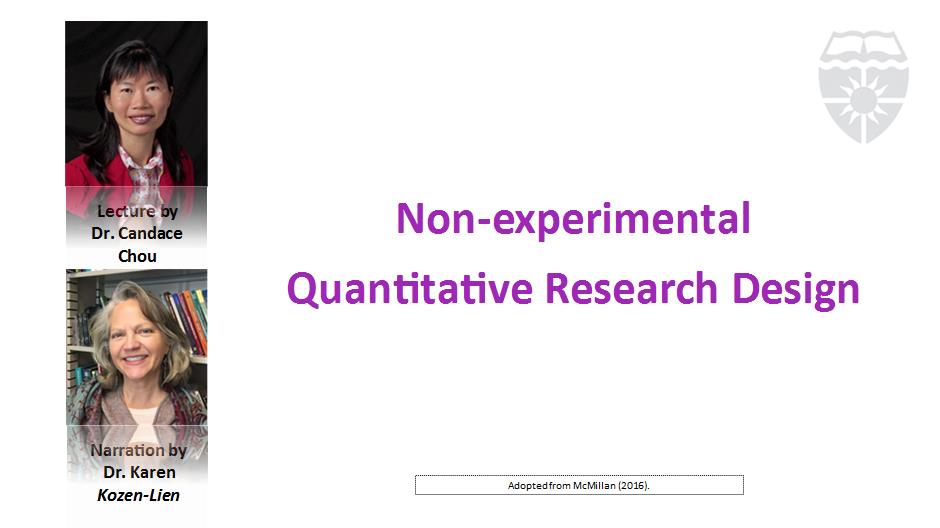 Lecture by
Dr. Candace
Chou
Narration by
Dr. Karen
Kozen-Lien
Non-experimental
Quantitative Research Design
Adopted from McMillan (2016).